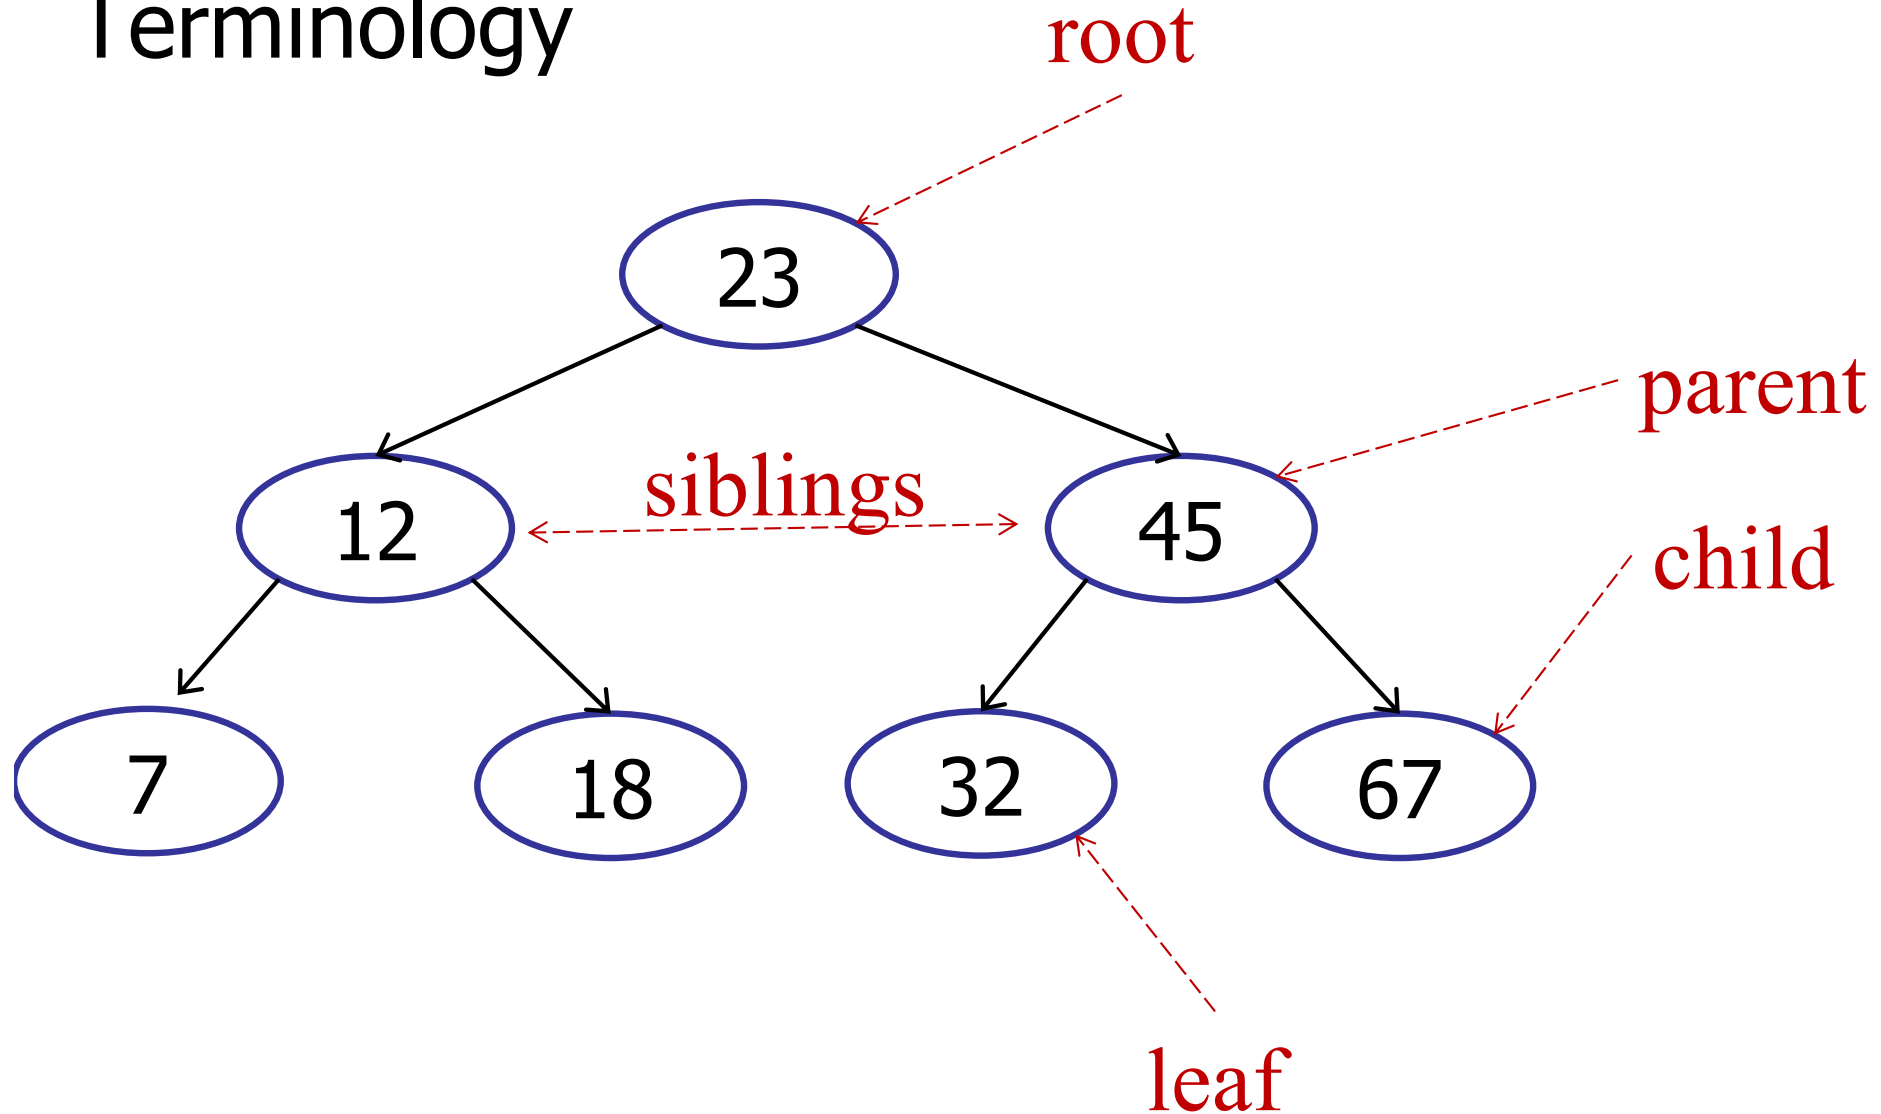 Terminology
root
23
parent
siblings
12
45
child
7
18
32
67
leaf